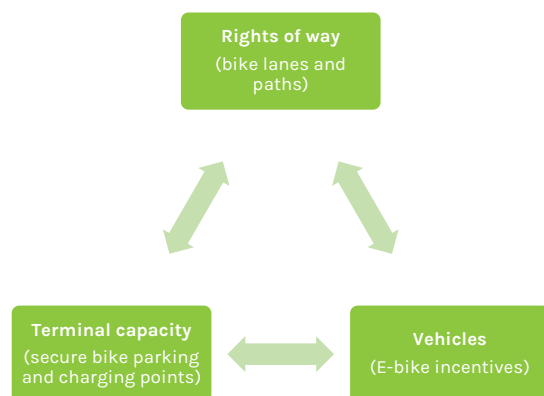 Rights of way
(bike lanes and
paths)
Terminal capacity
(secure bike parking
and charging points)
Vehicles
(E-bike incentives)